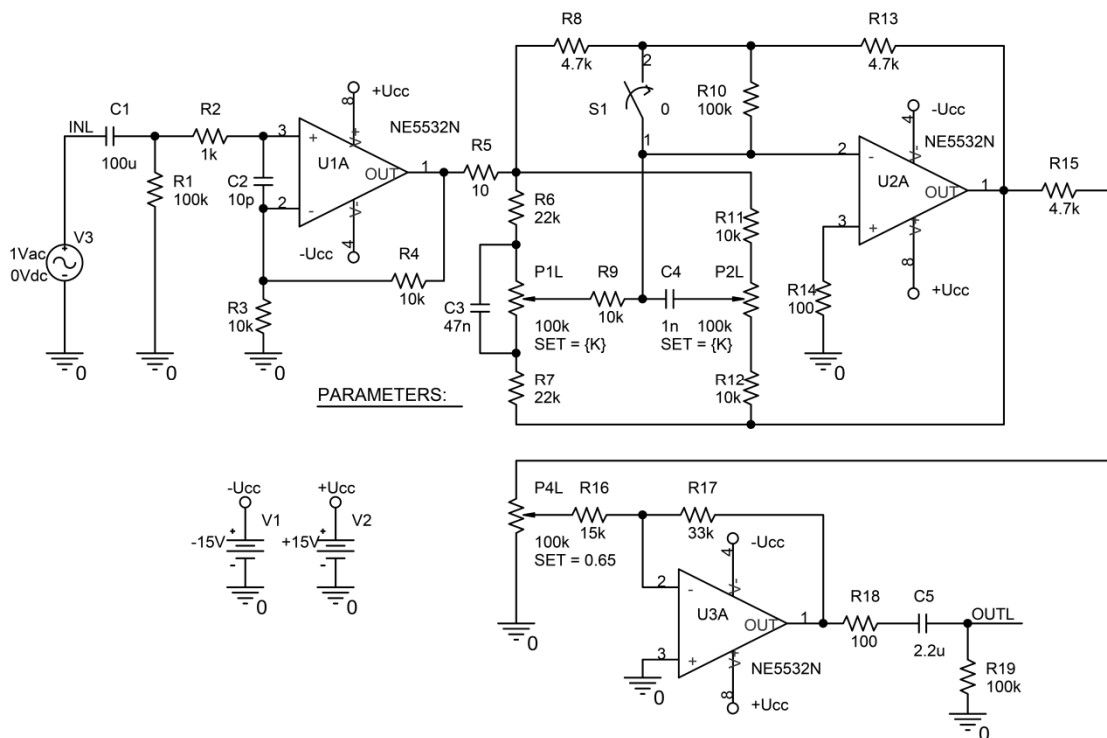 R8
4.7k
R13
4.7k
2
S1
0
1
R10
100k
INL
C1
100u
R2
1k
R1
100k
C2
10p
V3
1Vac
0Vdc
0
0
R3
10k
0
3
+
2
-
U1A
OUT
1
8
V+
+Ucc
NE5532N
4
V-
-Ucc
R4
10k
R5
10
R6
22k
P1L
100k
SET = {K}
C3
47n
R7
22k
R9
10k
C4
1n
R11
10k
P2L
100k
SET = {K}
R12
10k
-Ucc
4
V-
NE5532N
2
-
U2A
OUT
1
3
+
8
V+
+Ucc
R14
100
0
R15
4.7k
PARAMETERS:
-Ucc
+
V1
-15V
-
0
+Ucc
+
V2
+15V
-
0
P4L
100k
SET = 0.65
0
R16
15k
R17
33k
-Ucc
4
V-
2
-
U3A
OUT
1
3
+
0
8
V+
NE5532N
+Ucc
R18
100
C5
2.2u
OUTL
R19
100k
0